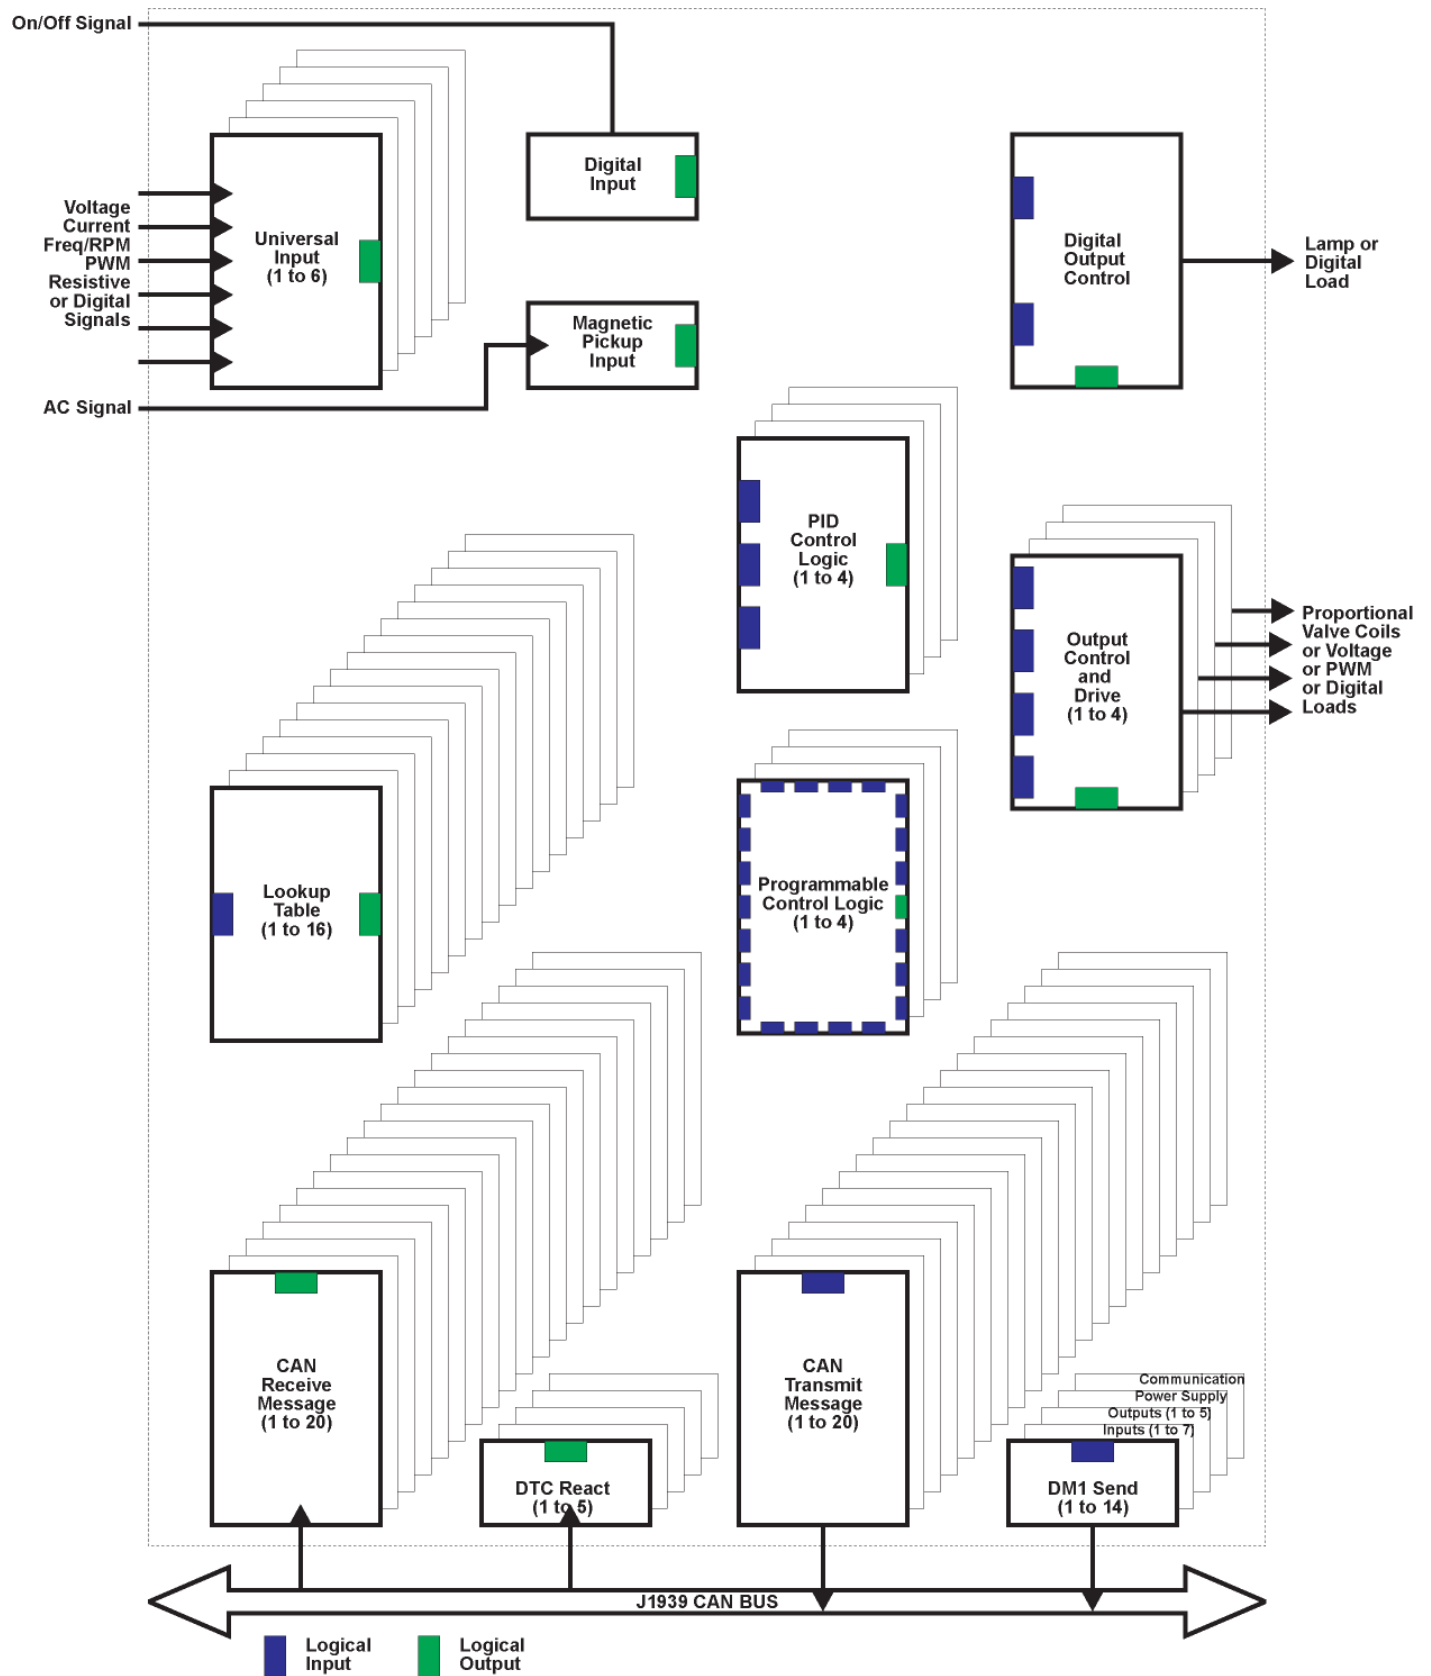 On/Off Signal
Digital
Input
Voltage
Current
Freq/RPM
PWM
Resistive
or Digital
Signals
Universal
Input
(1 to 6)
Digital
Output
Control
Lamp or
Digital
Load
Magnetic
Pickup
Input
AC Signal
PID
Control
Logic
(1 to 4)
Output
Control
and
Drive
(1 to 4)
Proportional
Valve Coils
or Voltage
or PWM
or Digital
Loads
Lookup
Table
(1 to 16)
Programmable
Control Logic
(1 to 4)
CAN
Receive
Message
(1 to 20)
DTC React
(1 to 5)
CAN
Transmit
Message
(1 to 20)
Communication
Power Supply
Outputs (1 to 5)
Inputs (1 to 7)
DM1 Send
(1 to 14)
J1939 CAN BUS
Logical
Input
Logical
Output